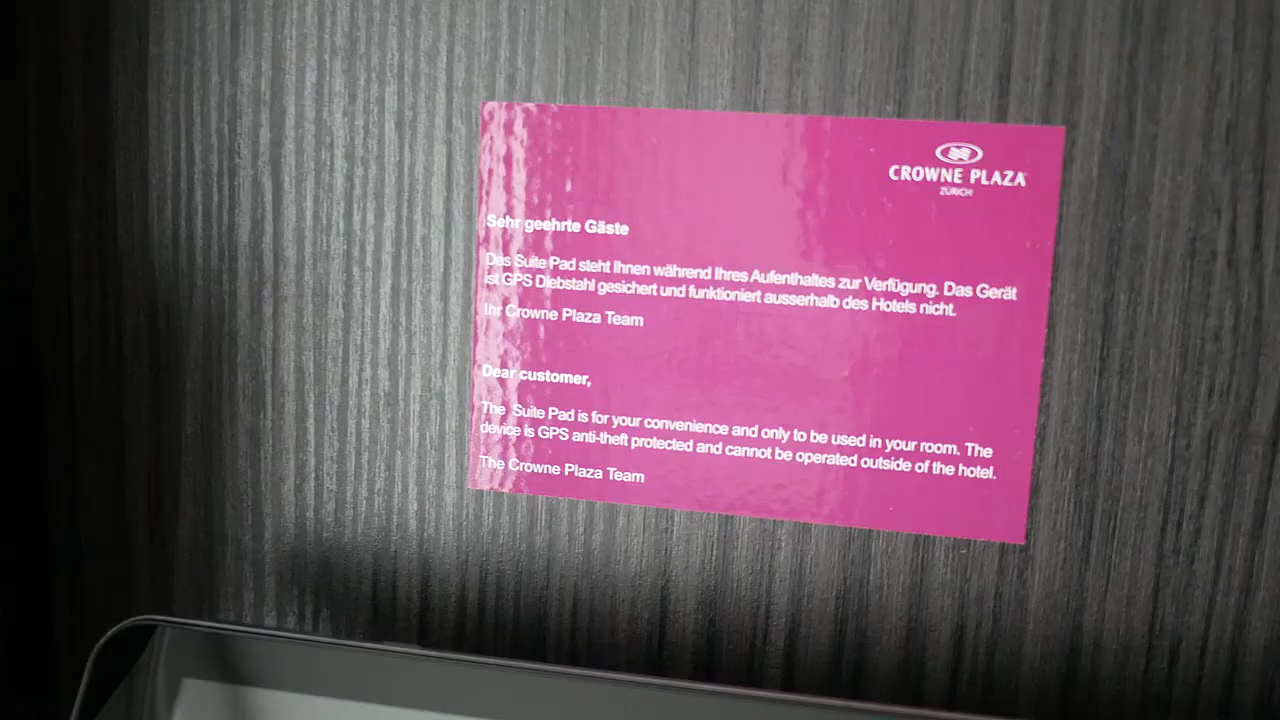 CROWNE PLAZA
ZÜRICH
Sehr geehrte Gäste
Das Suite Pad steht Ihnen während Ihres Aufenthaltes zur Verfügung. Das Gerät
ist GPS Diebstahl gesichert und funktioniert ausserhalb des Hotels nicht.
Ihr Crowne Plaza Team
Dear customer,
The Suite Pad is for your convenience and only to be used in your room. The
device is GPS anti-theft protected and cannot be operated outside of the hotel.
The Crowne Plaza Team